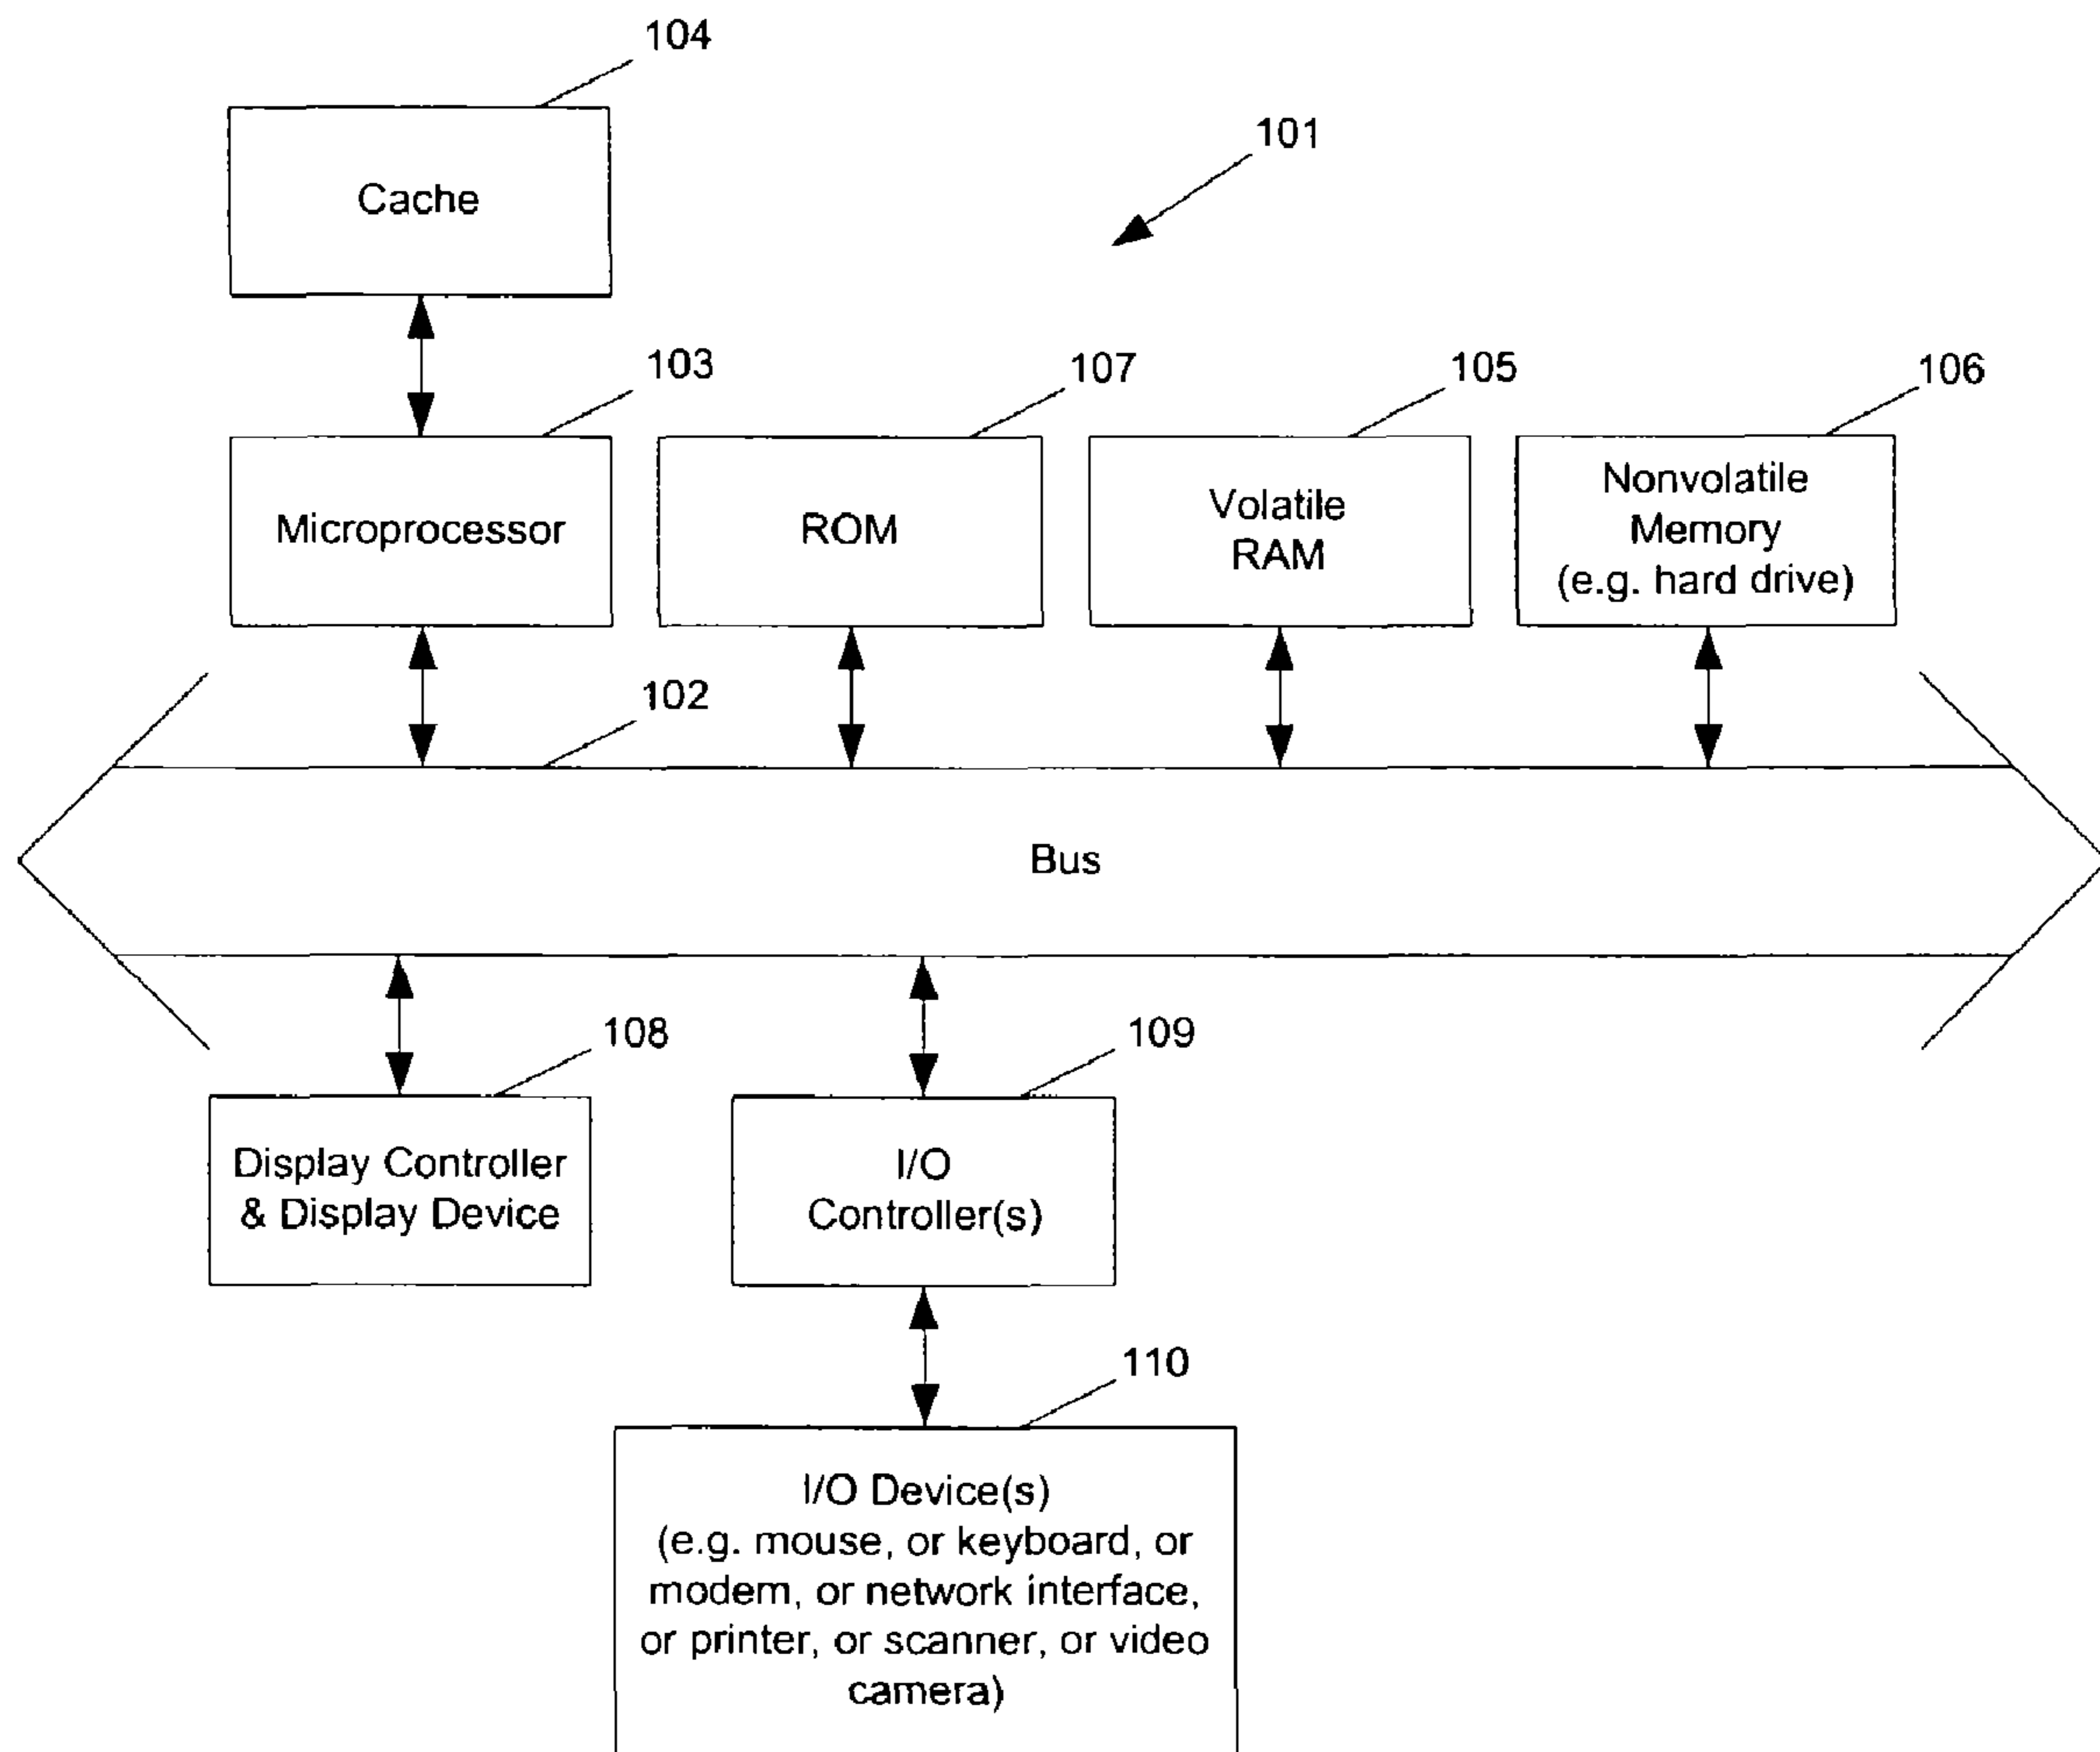 104
Cache
101
103
107
105
106
Microprocessor
ROM
Volatile
RAM
Nonvolatile
Memory
(e.g. hard drive)
102
Bus
108
109
Display Controller
& Display Device
I/O
Controller(s)
110
I/O Device(s)
(e.g. mouse, or keyboard, or
modem, or network interface,
or printer, or scanner, or video
camera)